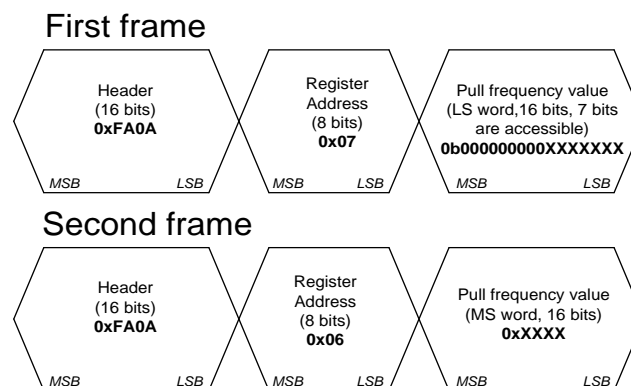 First frame
Header
(16 bits)
0xFA0A
MSB LSB
Register
Address
(8 bits)
0x07
MSB LSB
Pull frequency value
(LS word,16 bits, 7 bits
are accessible)
0b000000000XXXXXXX
MSB LSB
Second frame
Header
(16 bits)
0xFA0A
MSB LSB
Register
Address
(8 bits)
0x06
MSB LSB
Pull frequency value
(MS word, 16 bits)
0xXXXX
MSB LSB